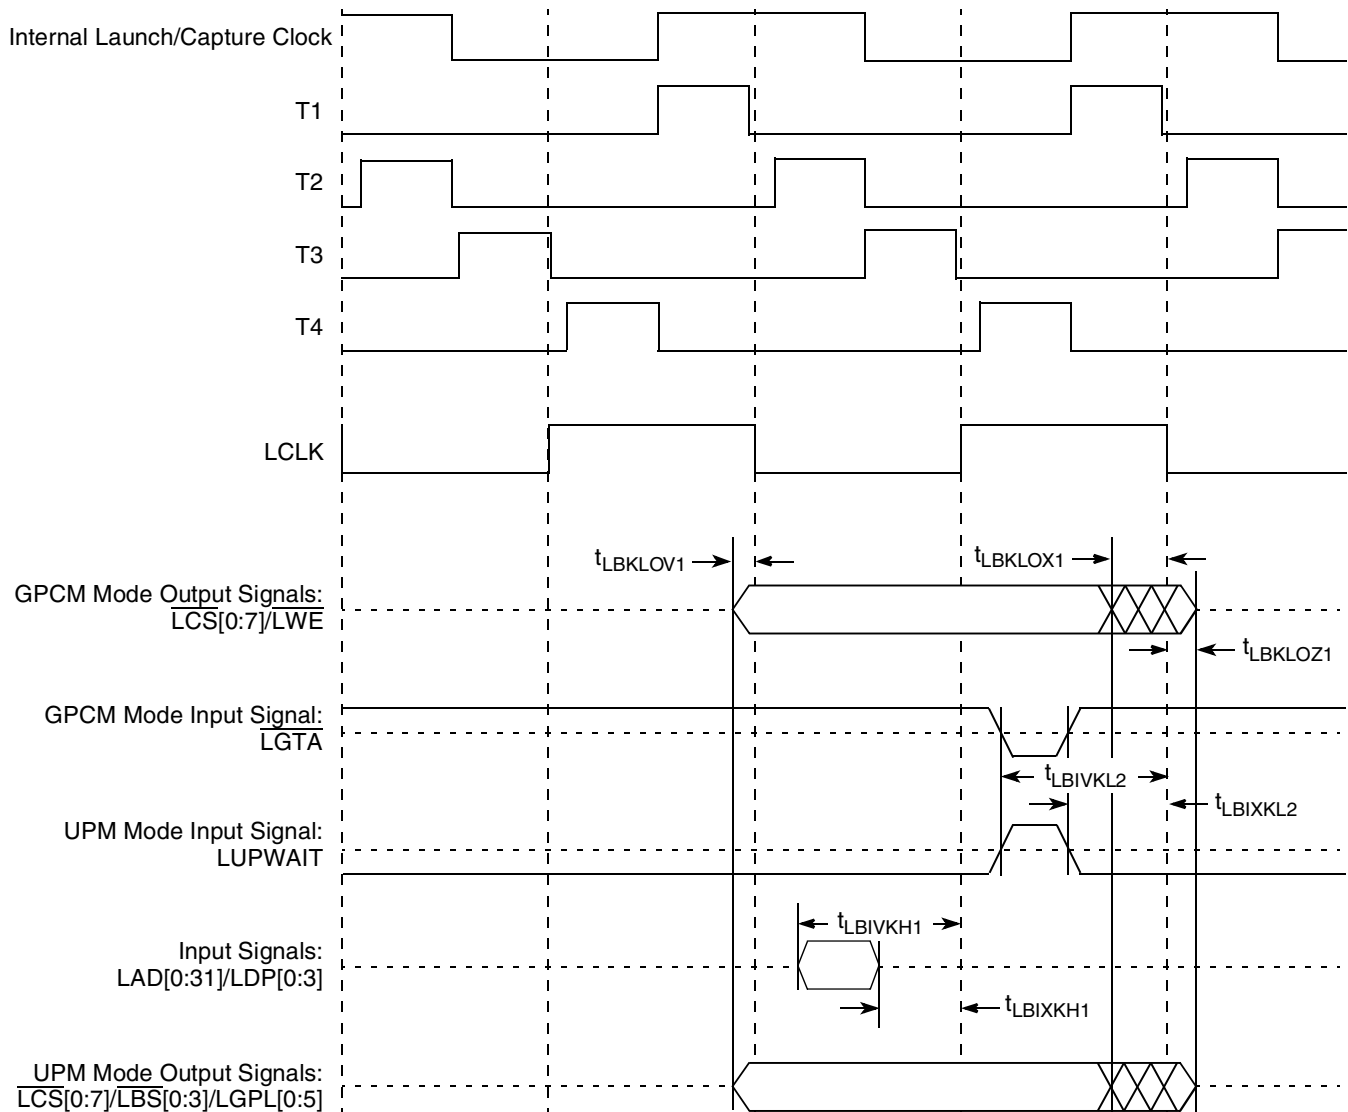 Internal Launch/Capture Clock
T1
T2
T3
T4
LCLK
tLBKLOV1
tLBKLOX1
GPCM Mode Output Signals:
LCS[0:7]/LWE
tLBKLOZ1
GPCM Mode Input Signal:
LGTA
tLBIVKL2
tLBIXKL2
UPM Mode Input Signal:
LUPWAIT
tLBIVKH1
Input Signals:
LAD[0:31]/LDP[0:3]
tLBIXKH1
UPM Mode Output Signals:
LCS[0:7]/LBS[0:3]/LGPL[0:5]